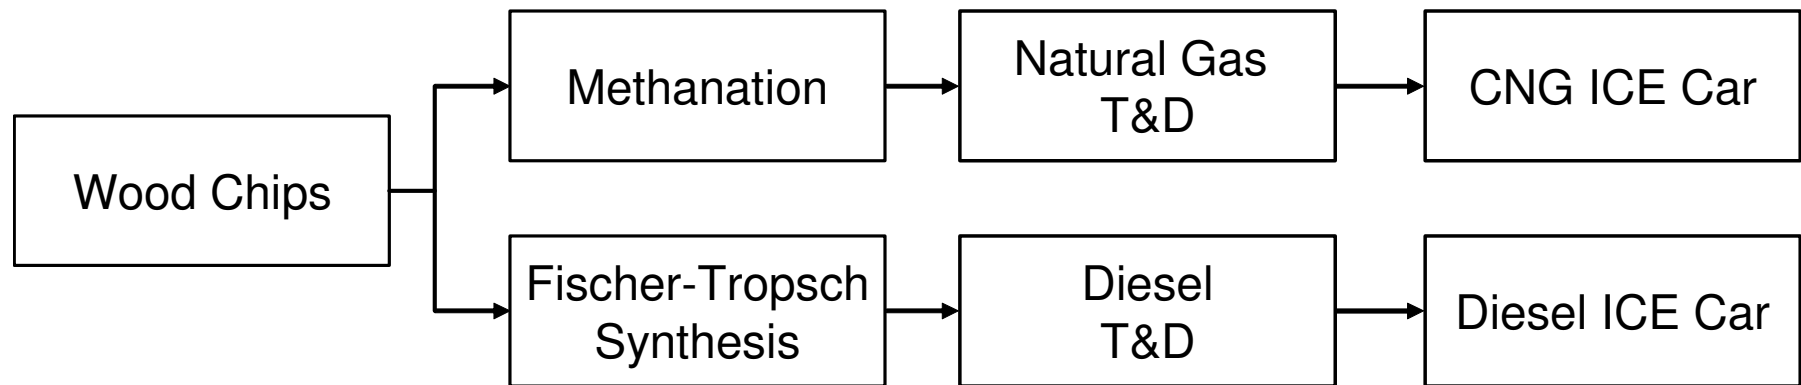 Wood Chips
Methanation
Natural Gas
T&D
CNG ICE Car
Fischer-Tropsch
Synthesis
Diesel
T&D
Diesel ICE Car